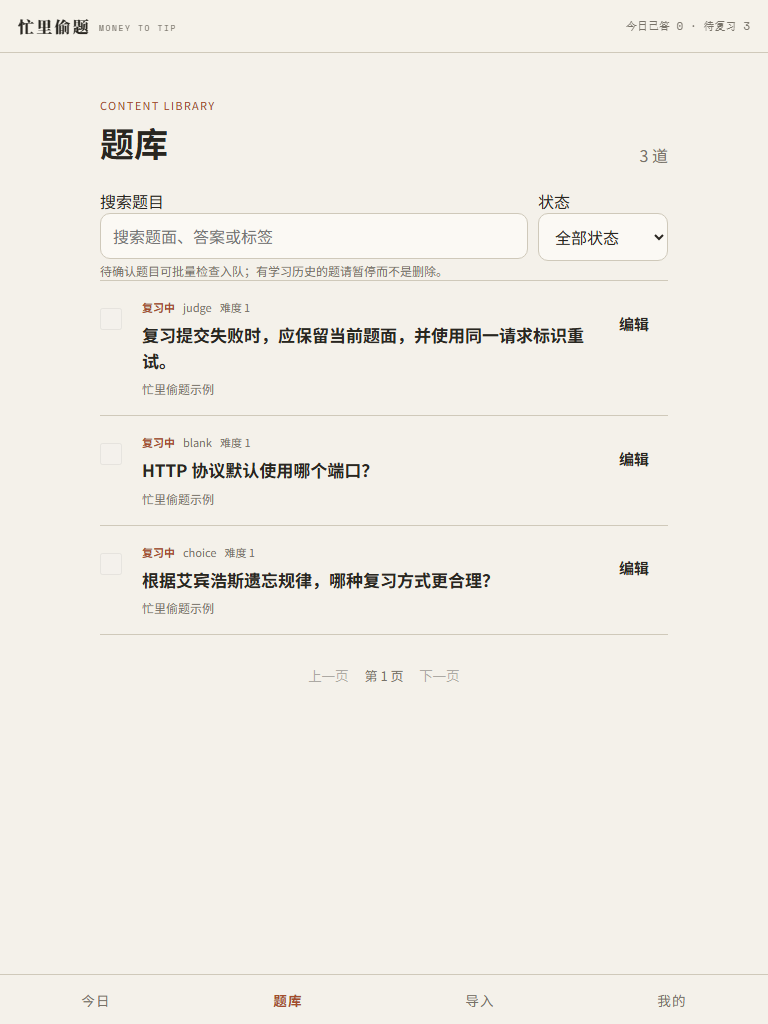 忙里偷题 MONEY TO TIP 今日已答 0 · 待复习 3
CONTENT LIBRARY
题库
3 道
搜索题目 状态
搜索题面、答案或标签 全部状态
待确认题目可批量检查入队；有学习历史的题请暂停而不是删除。
复习中 judge 难度 1
复习提交失败时，应保留当前题面，并使用同一请求标识重
试。
编辑
忙里偷题示例
复习中 blank 难度 1
HTTP 协议默认使用哪个端口？
编辑
忙里偷题示例
复习中 choice 难度 1
根据艾宾浩斯遗忘规律，哪种复习方式更合理？
编辑
忙里偷题示例
上一页 第 1 页 下一页
今日 题库 导入 我的